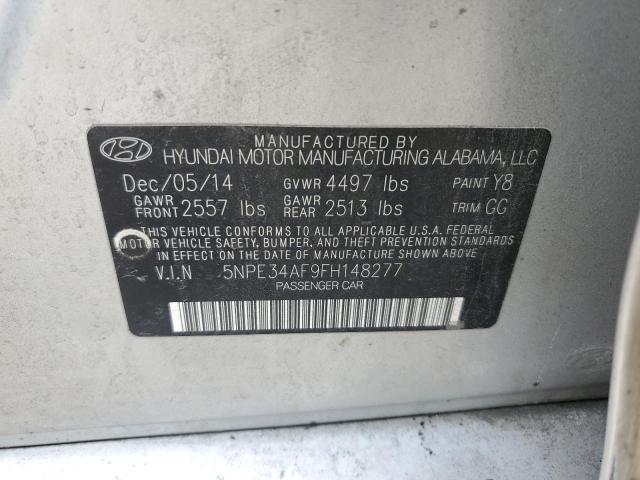 MANUFACTURED BY
HYUNDAI MOTOR MANUFACTURING ALABAMA, LLC
Dec/05/14 GVWR 4497 lbs PAINT Y8
GAWR FRONT 2557 lbs GAWR REAR 2513 lbs TRIM GG
THIS VEHICLE CONFORMS TO ALL APPLICABLE U.S.A. FEDERAL
MOTOR VEHICLE SAFETY, BUMPER, AND THEFT PREVENTION
STANDARDS IN EFFECT ON THE DATE OF MANUFACTURE SHOWN ABOVE.
V.I.N 5NPE34AF9FH148277
PASSENGER CAR